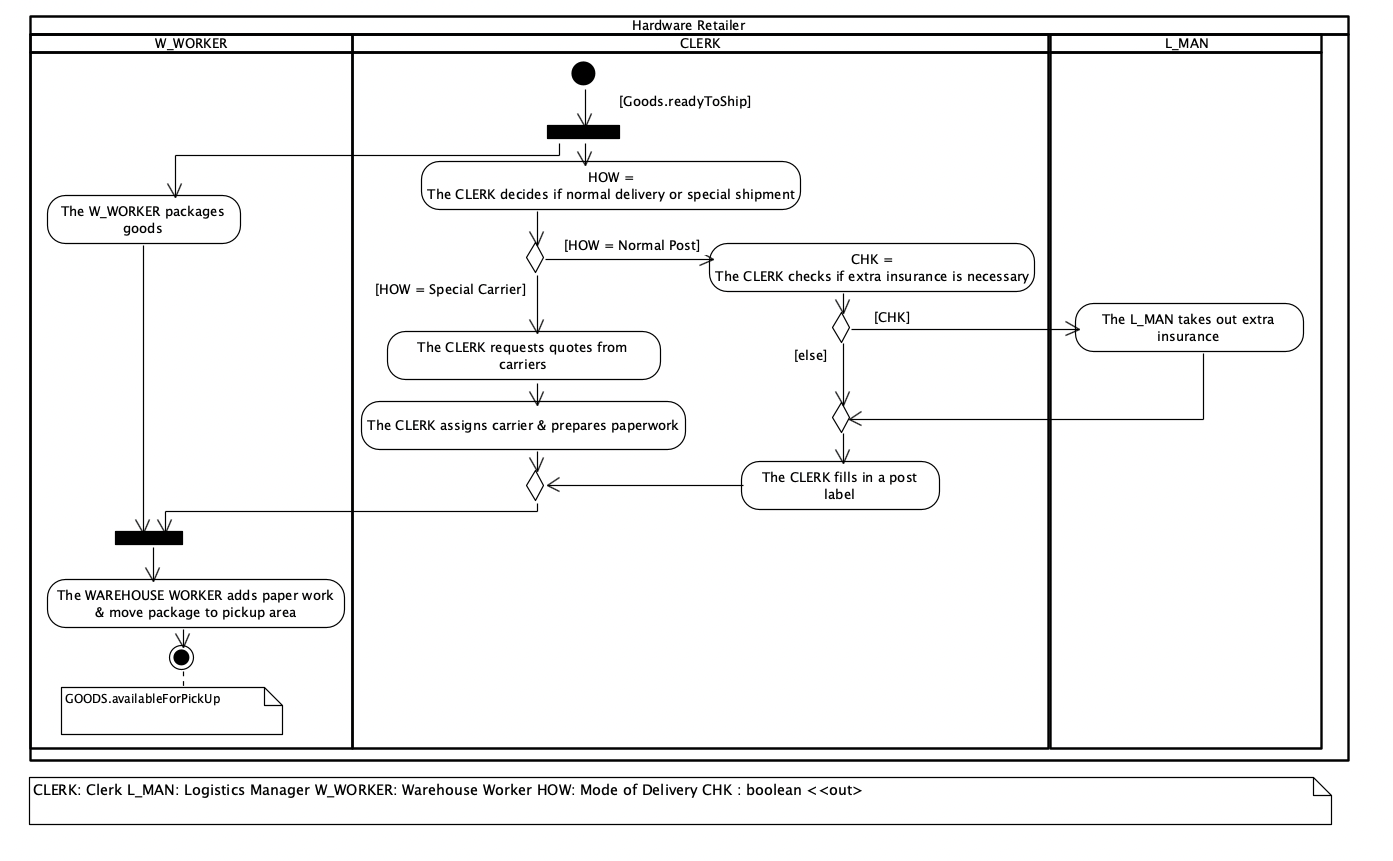 Hardware Retailer
W_WORKER
CLERK
L_MAN
[Goods.readyToShip]
HOW =
The CLERK decides if normal delivery or special shipment
The W_WORKER packages
goods
[HOW = Normal Post]
CHK =
The CLERK checks if extra insurance is necessary
[HOW = Special Carrier]
[CHK]
The L_MAN takes out extra
insurance
[else]
The CLERK requests quotes from
carriers
The CLERK assigns carrier & prepares paperwork
The CLERK fills in a post
label
The WAREHOUSE WORKER adds paper work
& move package to pickup area
GOODS.availableForPickUp
CLERK: Clerk L_MAN: Logistics Manager W_WORKER: Warehouse Worker HOW: Mode of Delivery CHK : boolean <<out>